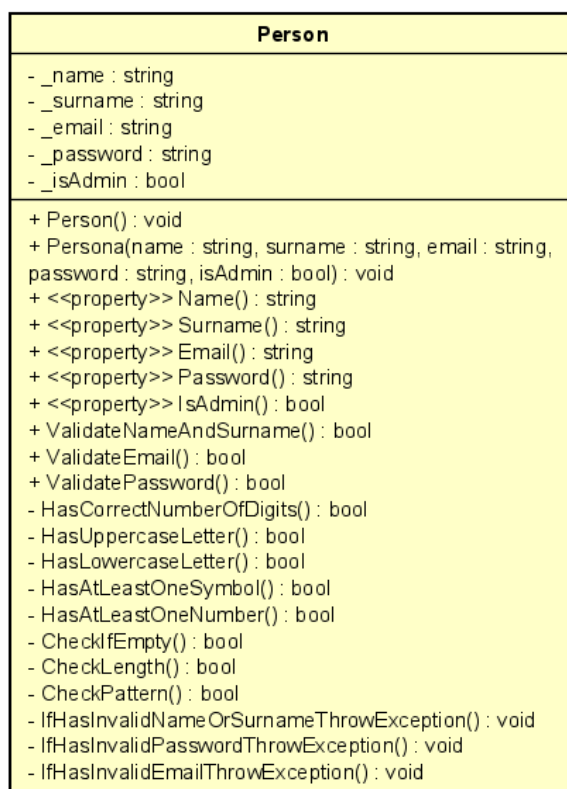 Person
- _name : string
- _surname : string
- _email : string
- _password : string
- _isAdmin : bool
+ Person() : void
+ Persona(name : string, surname : string, email : string,
password : string, isAdmin : bool) : void
+ <<property>> Name() : string
+ <<property>> Surname() : string
+ <<property>> Email() : string
+ <<property>> Password() : string
+ <<property>> IsAdmin() : bool
+ ValidateNameAndSurname() : bool
+ ValidateEmail() : bool
+ ValidatePassword() : bool
- HasCorrectNumberOfDigits() : bool
- HasUppercaseLetter() : bool
- HasLowercaseLetter() : bool
- HasAtLeastOneSymbol() : bool
- HasAtLeastOneNumber() : bool
- CheckIfEmpty() : bool
- CheckLength() : bool
- CheckPattern() : bool
- IfHasInvalidNameOrSurnameThrowException() : void
- IfHasInvalidPasswordThrowException() : void
- IfHasInvalidEmailThrowException() : void